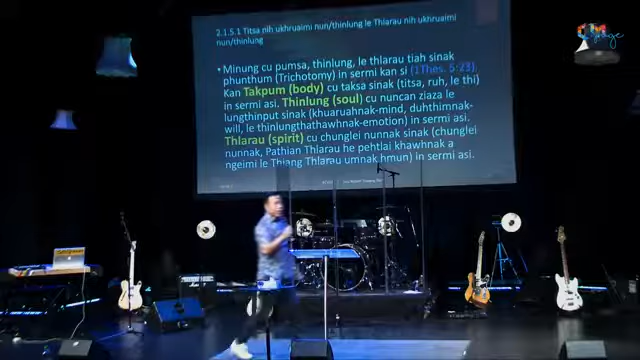 2.1.5.1 Titsa nih ukhruaimi nun/thinlung le Thlarau nih ukhruaimi
nun/thinlung
• Minung cu pumsa, thinlung, le thlarau tiah sinak
phunthum (Trichotomy) in sermi kan si (1Thes. 5:23).
Kan Takpum (body) cu taksa sinak (titsa, ruh, le thi)
in sermi asi. Thinlung (soul) cu nuncan ziaza le
lungthinput sinak (khuaruahnak-mind, duhthimnak-
will, le thinlungthathawhnak-emotion) in sermi asi.
Thlarau (spirit) cu chunglei nunnak sinak (chunglei
nunnak, Pathian Thlarau he pehtlai khawhnak a
ngeimi le Thiang Thlarau umnak hmun) in sermi asi.